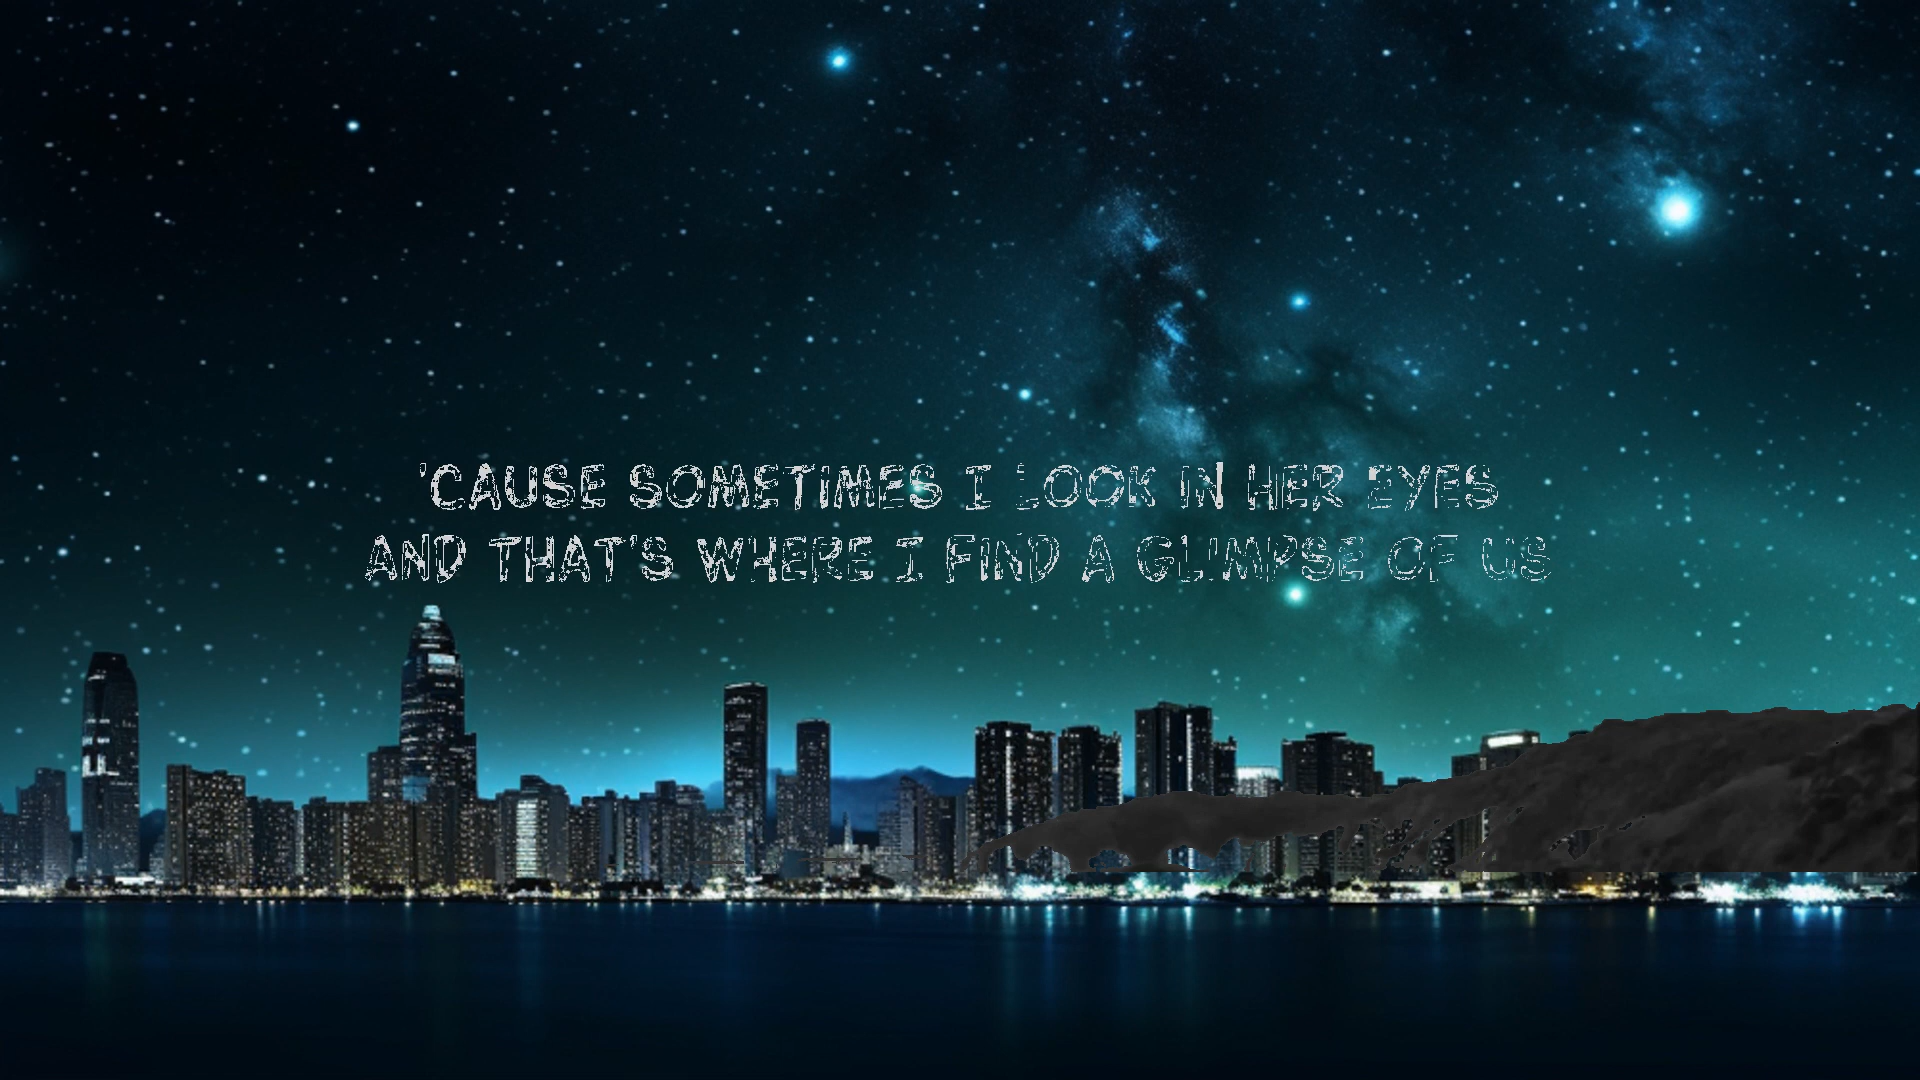 'CAUSE SOMETIMES I LOOK IN HER EYES
AND THAT'S WHERE I FIND A GLIMPSE OF US